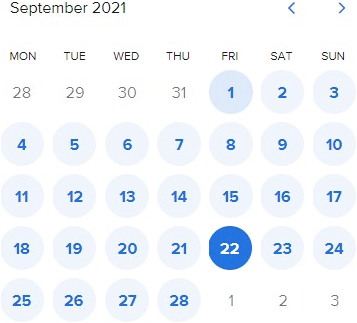 September 2021
MON TUE WED THU FRI SAT SUN
28 29 30 31 1 2 3
4 5 6 7 8 9 10
11 12 13 14 15 16 17
18 19 20 21 22 23 24
25 26 27 28 1 2 3